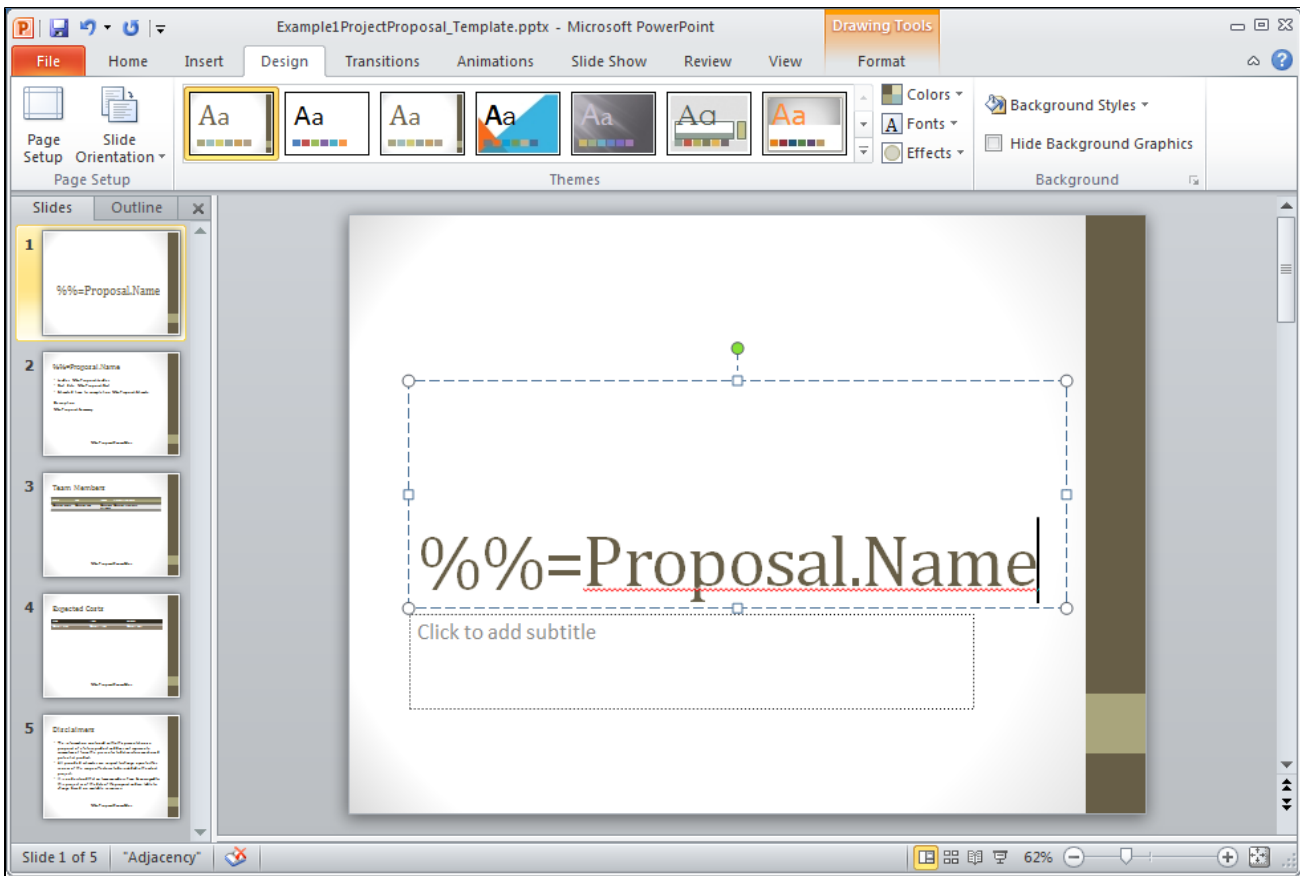 Example1ProjectProposal_Template.pptx - Microsoft PowerPoint
Drawing Tools
File Home Insert Design Transitions Animations Slide Show Review View Format
Aa Aa Aa Aa Aa Aa Aa
Colors
Fonts
Effects
Background Styles
Hide Background Graphics
Page Setup
Slide Orientation
Page Setup Themes Background
Slides Outline
1
%%=Proposal.Name
2
%%=Proposal.Name
3
Team Members
4
Expected Costs
5
Disclaimers
%%=Proposal.Name
Click to add subtitle
Slide 1 of 5 "Adjacency" 62%